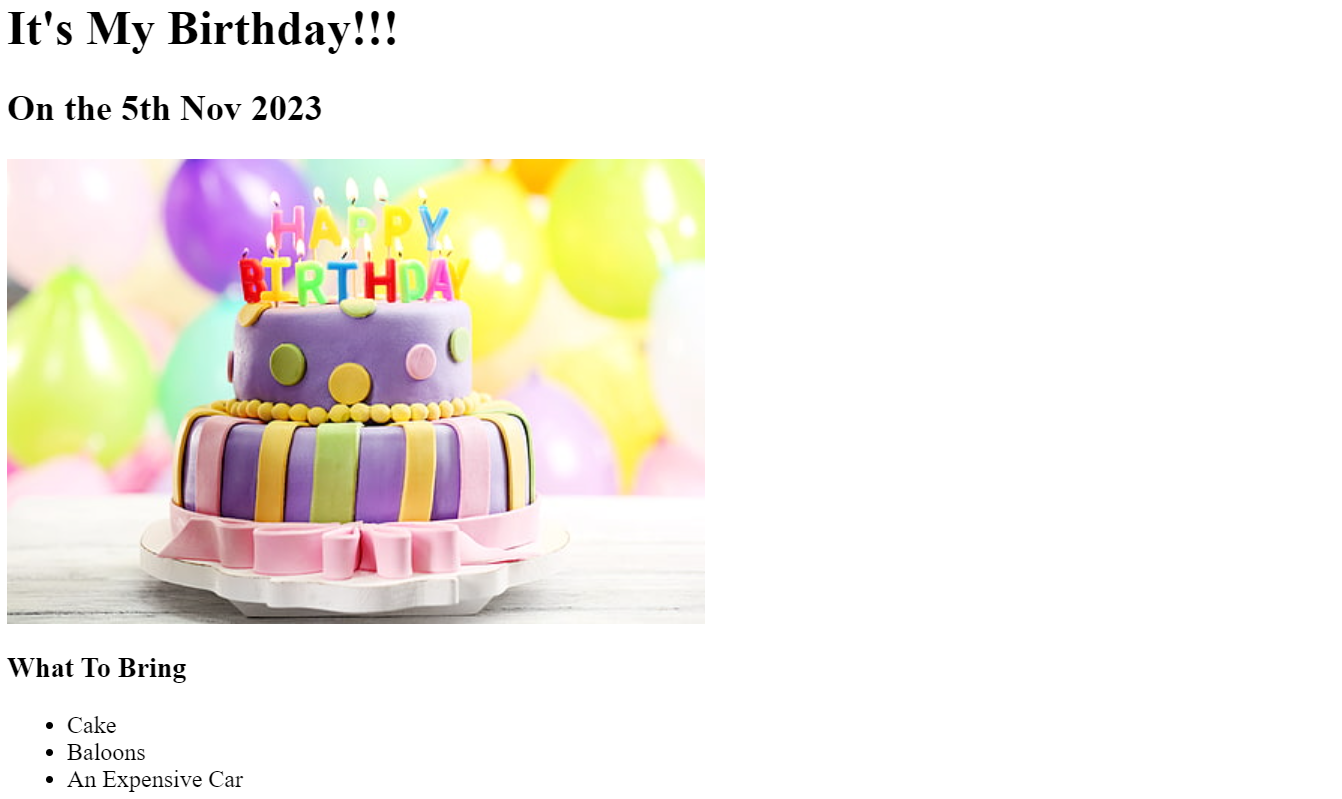 It's My Birthday!!!
On the 5th Nov 2023
HAPPY
BIRTHDAY
What To Bring
Cake
Baloons
An Expensive Car